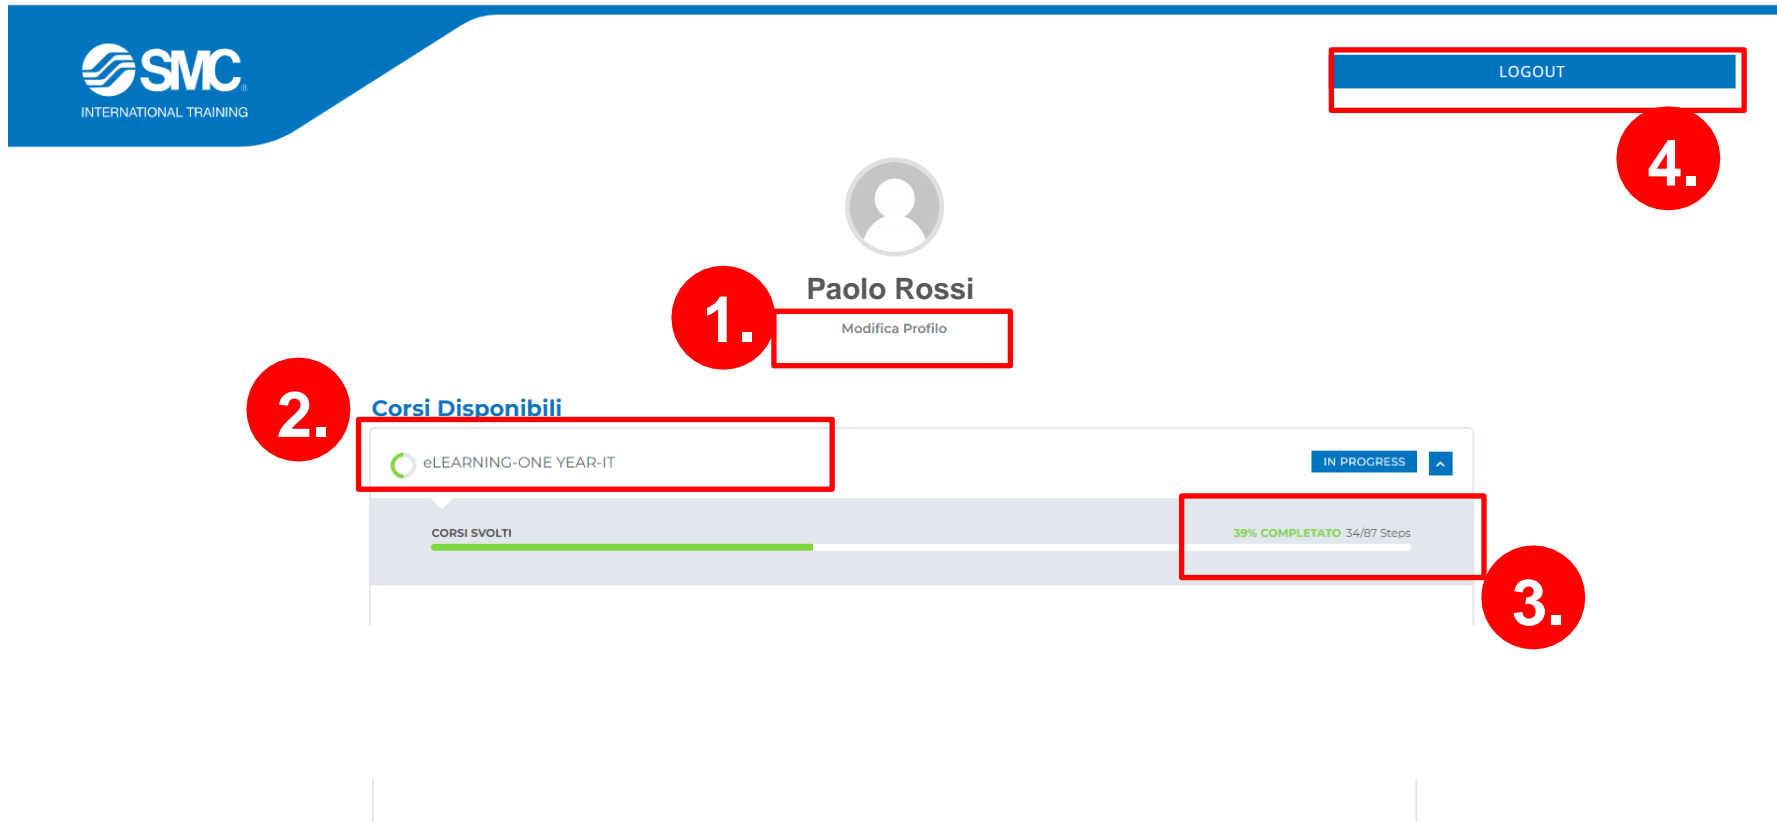 SMC
INTERNATIONAL TRAINING
LOGOUT
4.
Paolo Rossi
1.
Modifica Profilo
2.
Corsi Disponibili
eLEARNING-ONE YEAR-IT
IN PROGRESS
CORSI SVOLTI
39% COMPLETATO 34/87 Steps
3.